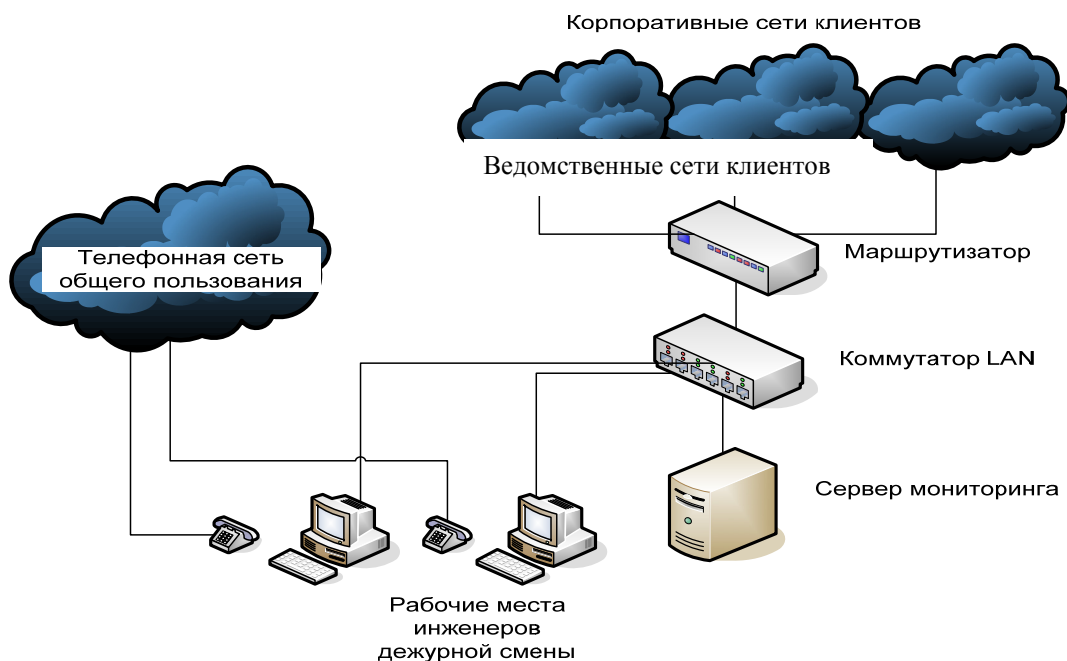 Корпоративные сети клиентов
Ведомственные сети клиентов
Телефонная сеть
общего пользования
Маршрутизатор
Коммутатор LAN
Сервер мониторинга
Рабочие места
инженеров
дежурной смены